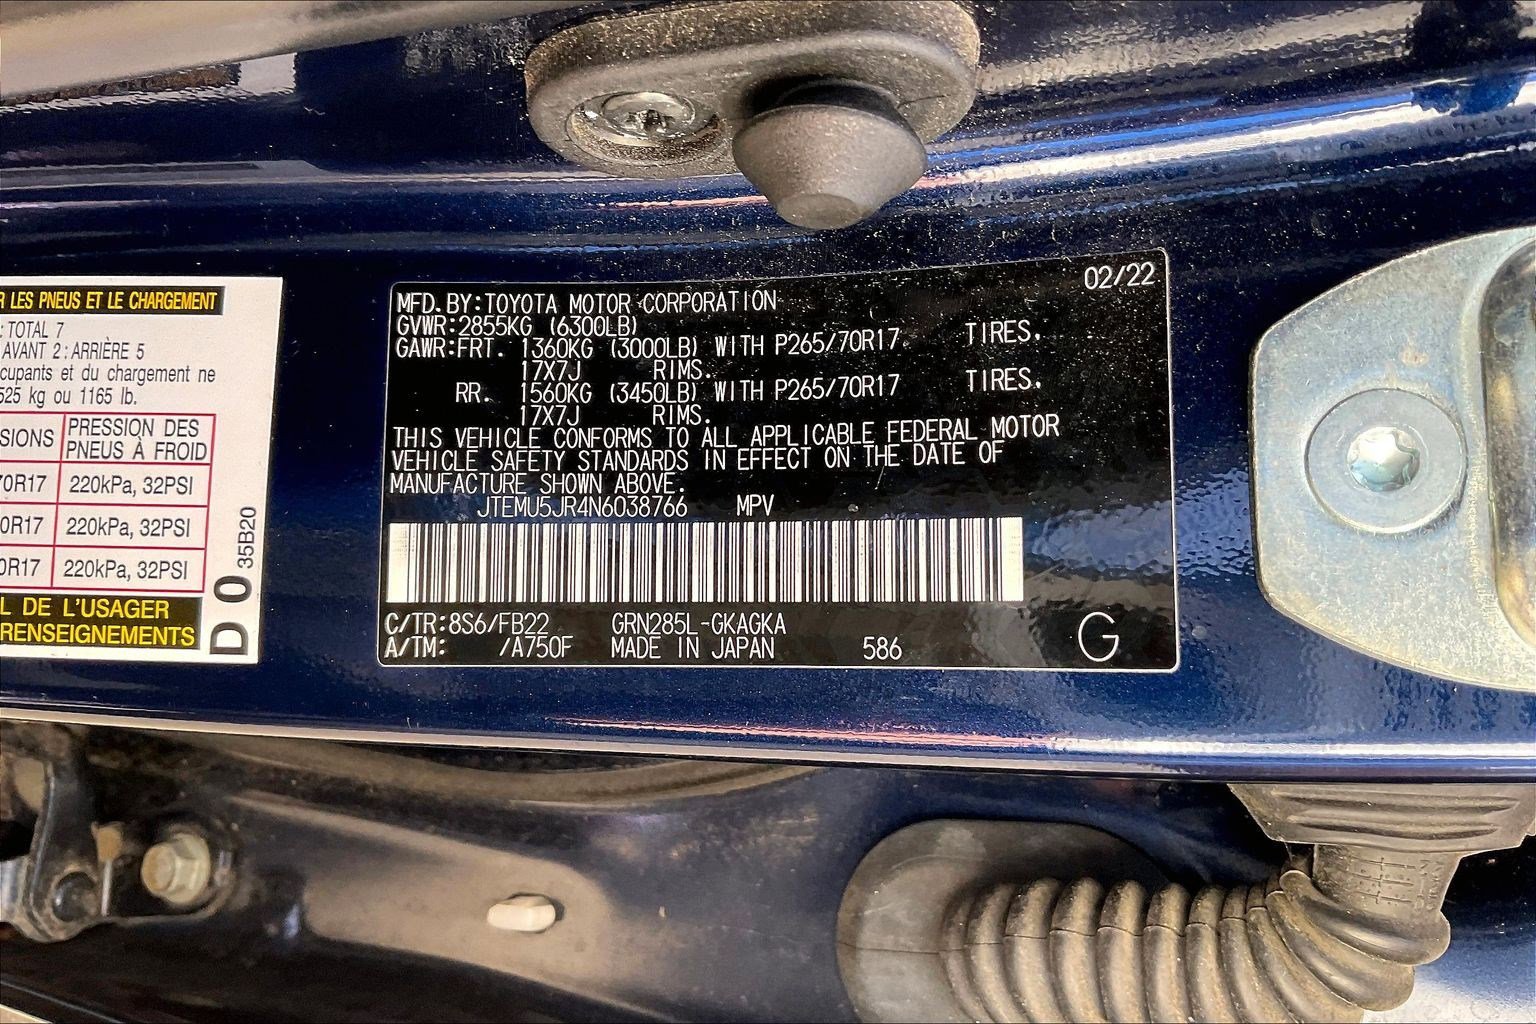 R LES PNEUS ET LE CHARGEMENT
: TOTAL 7
AVANT 2 : ARRIÈRE 5
cupants et du chargement ne
525 kg ou 1165 lb.
SIONS PRESSION DES PNEUS À FROID
70R17 220kPa, 32PSI
0R17 220kPa, 32PSI
0R17 220kPa, 32PSI
L DE L'USAGER
RENSEIGNEMENTS
D 0 35B20
02/22
MFD. BY: TOYOTA MOTOR CORPORATION
GVWR: 2855KG (6300LB)
GAWR: FRT. 1360KG (3000LB) WITH P265/70R17 TIRES.
17X7J RIMS.
RR. 1560KG (3450LB) WITH P265/70R17 TIRES.
17X7J RIMS.
THIS VEHICLE CONFORMS TO ALL APPLICABLE FEDERAL MOTOR
VEHICLE SAFETY STANDARDS IN EFFECT ON THE DATE OF
MANUFACTURE SHOWN ABOVE.
JTEMU5JR4N6038766 MPV
C/TR: 8S6/FB22 GRN285L-GKAGKA
A/TM: /A750F MADE IN JAPAN 586 G